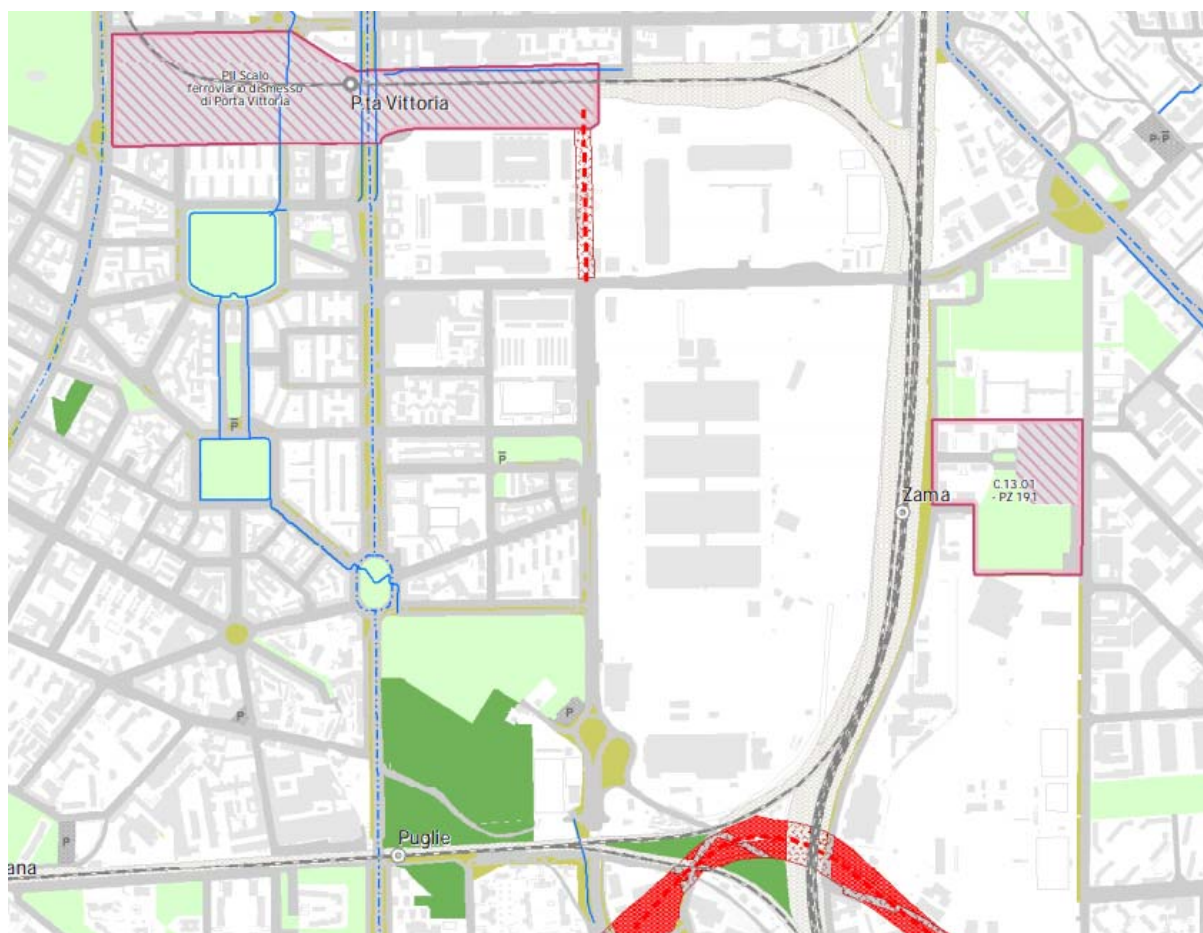 PII Scalo
ferroviario dismesso
di Porta Vittoria
P.ta Vittoria
P
P
P
P
C.13.01
- PZ 19.1
Zama
P
P
P
Puglie
ana